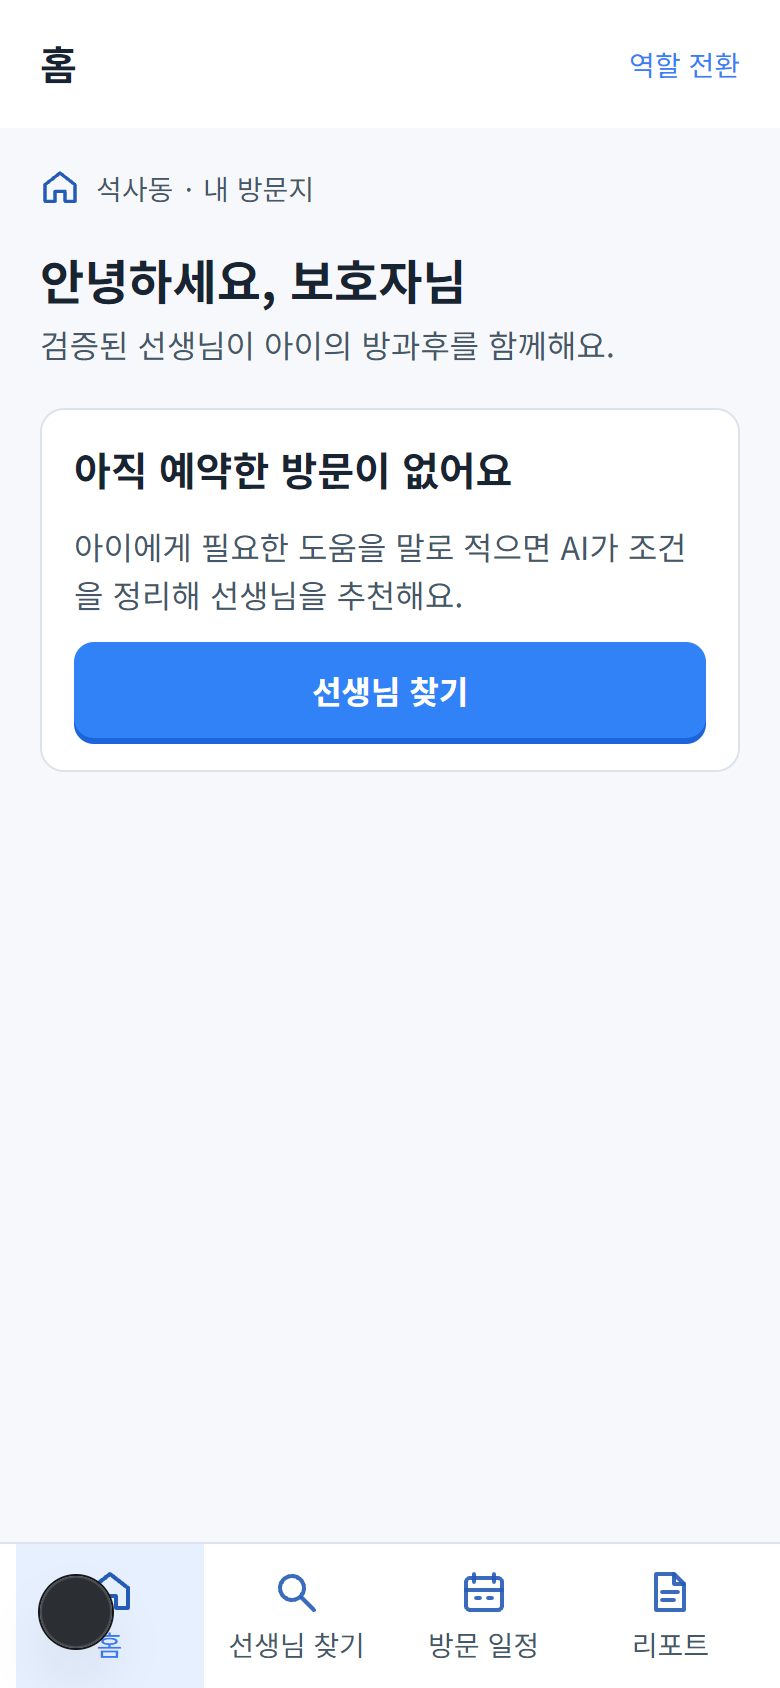 홈
역할 전환
석사동 · 내 방문지
안녕하세요, 보호자님
검증된 선생님이 아이의 방과후를 함께해요.
아직 예약한 방문이 없어요
아이에게 필요한 도움을 말로 적으면 AI가 조건
을 정리해 선생님을 추천해요.
선생님 찾기
홈
선생님 찾기
방문 일정
리포트